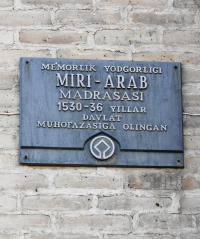 MEMORLIK YODGORLIGI
MIRI-ARAB
MADRASASI
1530-36 YILLAR
DAVLAT
MUHOFAZASIGA OLINGAN